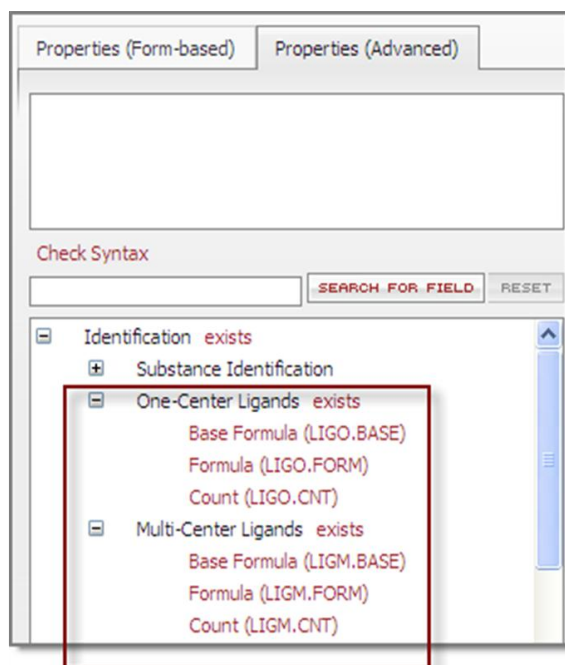 Properties (Form-based) Properties (Advanced)
Check Syntax
SEARCH FOR FIELD RESET
Identification exists
Substance Identification
One-Center Ligands exists
Base Formula (LIGO.BASE)
Formula (LIGO.FORM)
Count (LIGO.CNT)
Multi-Center Ligands exists
Base Formula (LIGM.BASE)
Formula (LIGM.FORM)
Count (LIGM.CNT)